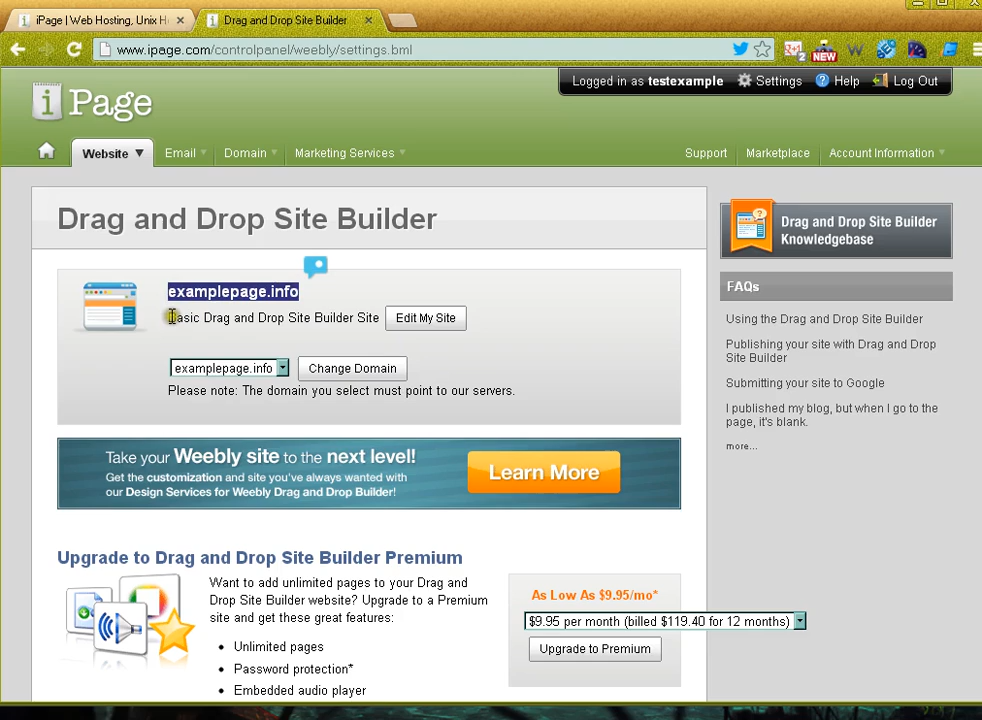 iPage | Web Hosting, Unix H
Drag and Drop Site Builder
www.ipage.com/controlpanel/weebly/settings.bml
2
NEW
W
Logged in as testexample
Settings
Help
Log Out
iPage
Website
Email
Domain
Marketing Services
Support
Marketplace
Account Information
Drag and Drop Site Builder
Drag and Drop Site Builder
Knowledgebase
examplepage.info
Basic Drag and Drop Site Builder Site
Edit My Site
examplepage.info
Change Domain
Please note: The domain you select must point to our servers.
FAQs
Using the Drag and Drop Site Builder
Publishing your site with Drag and Drop
Site Builder
Submitting your site to Google
I published my blog, but when I go to the
page, it's blank.
more...
Take your Weebly site to the next level!
Get the customization and site you've always wanted with
our Design Services for Weebly Drag and Drop Builder!
Learn More
Upgrade to Drag and Drop Site Builder Premium
Want to add unlimited pages to your Drag and
Drop Site Builder website? Upgrade to a Premium
site and get these great features:
• Unlimited pages
• Password protection*
• Embedded audio player
As Low As $9.95/mo*
$9.95 per month (billed $119.40 for 12 months)
Upgrade to Premium